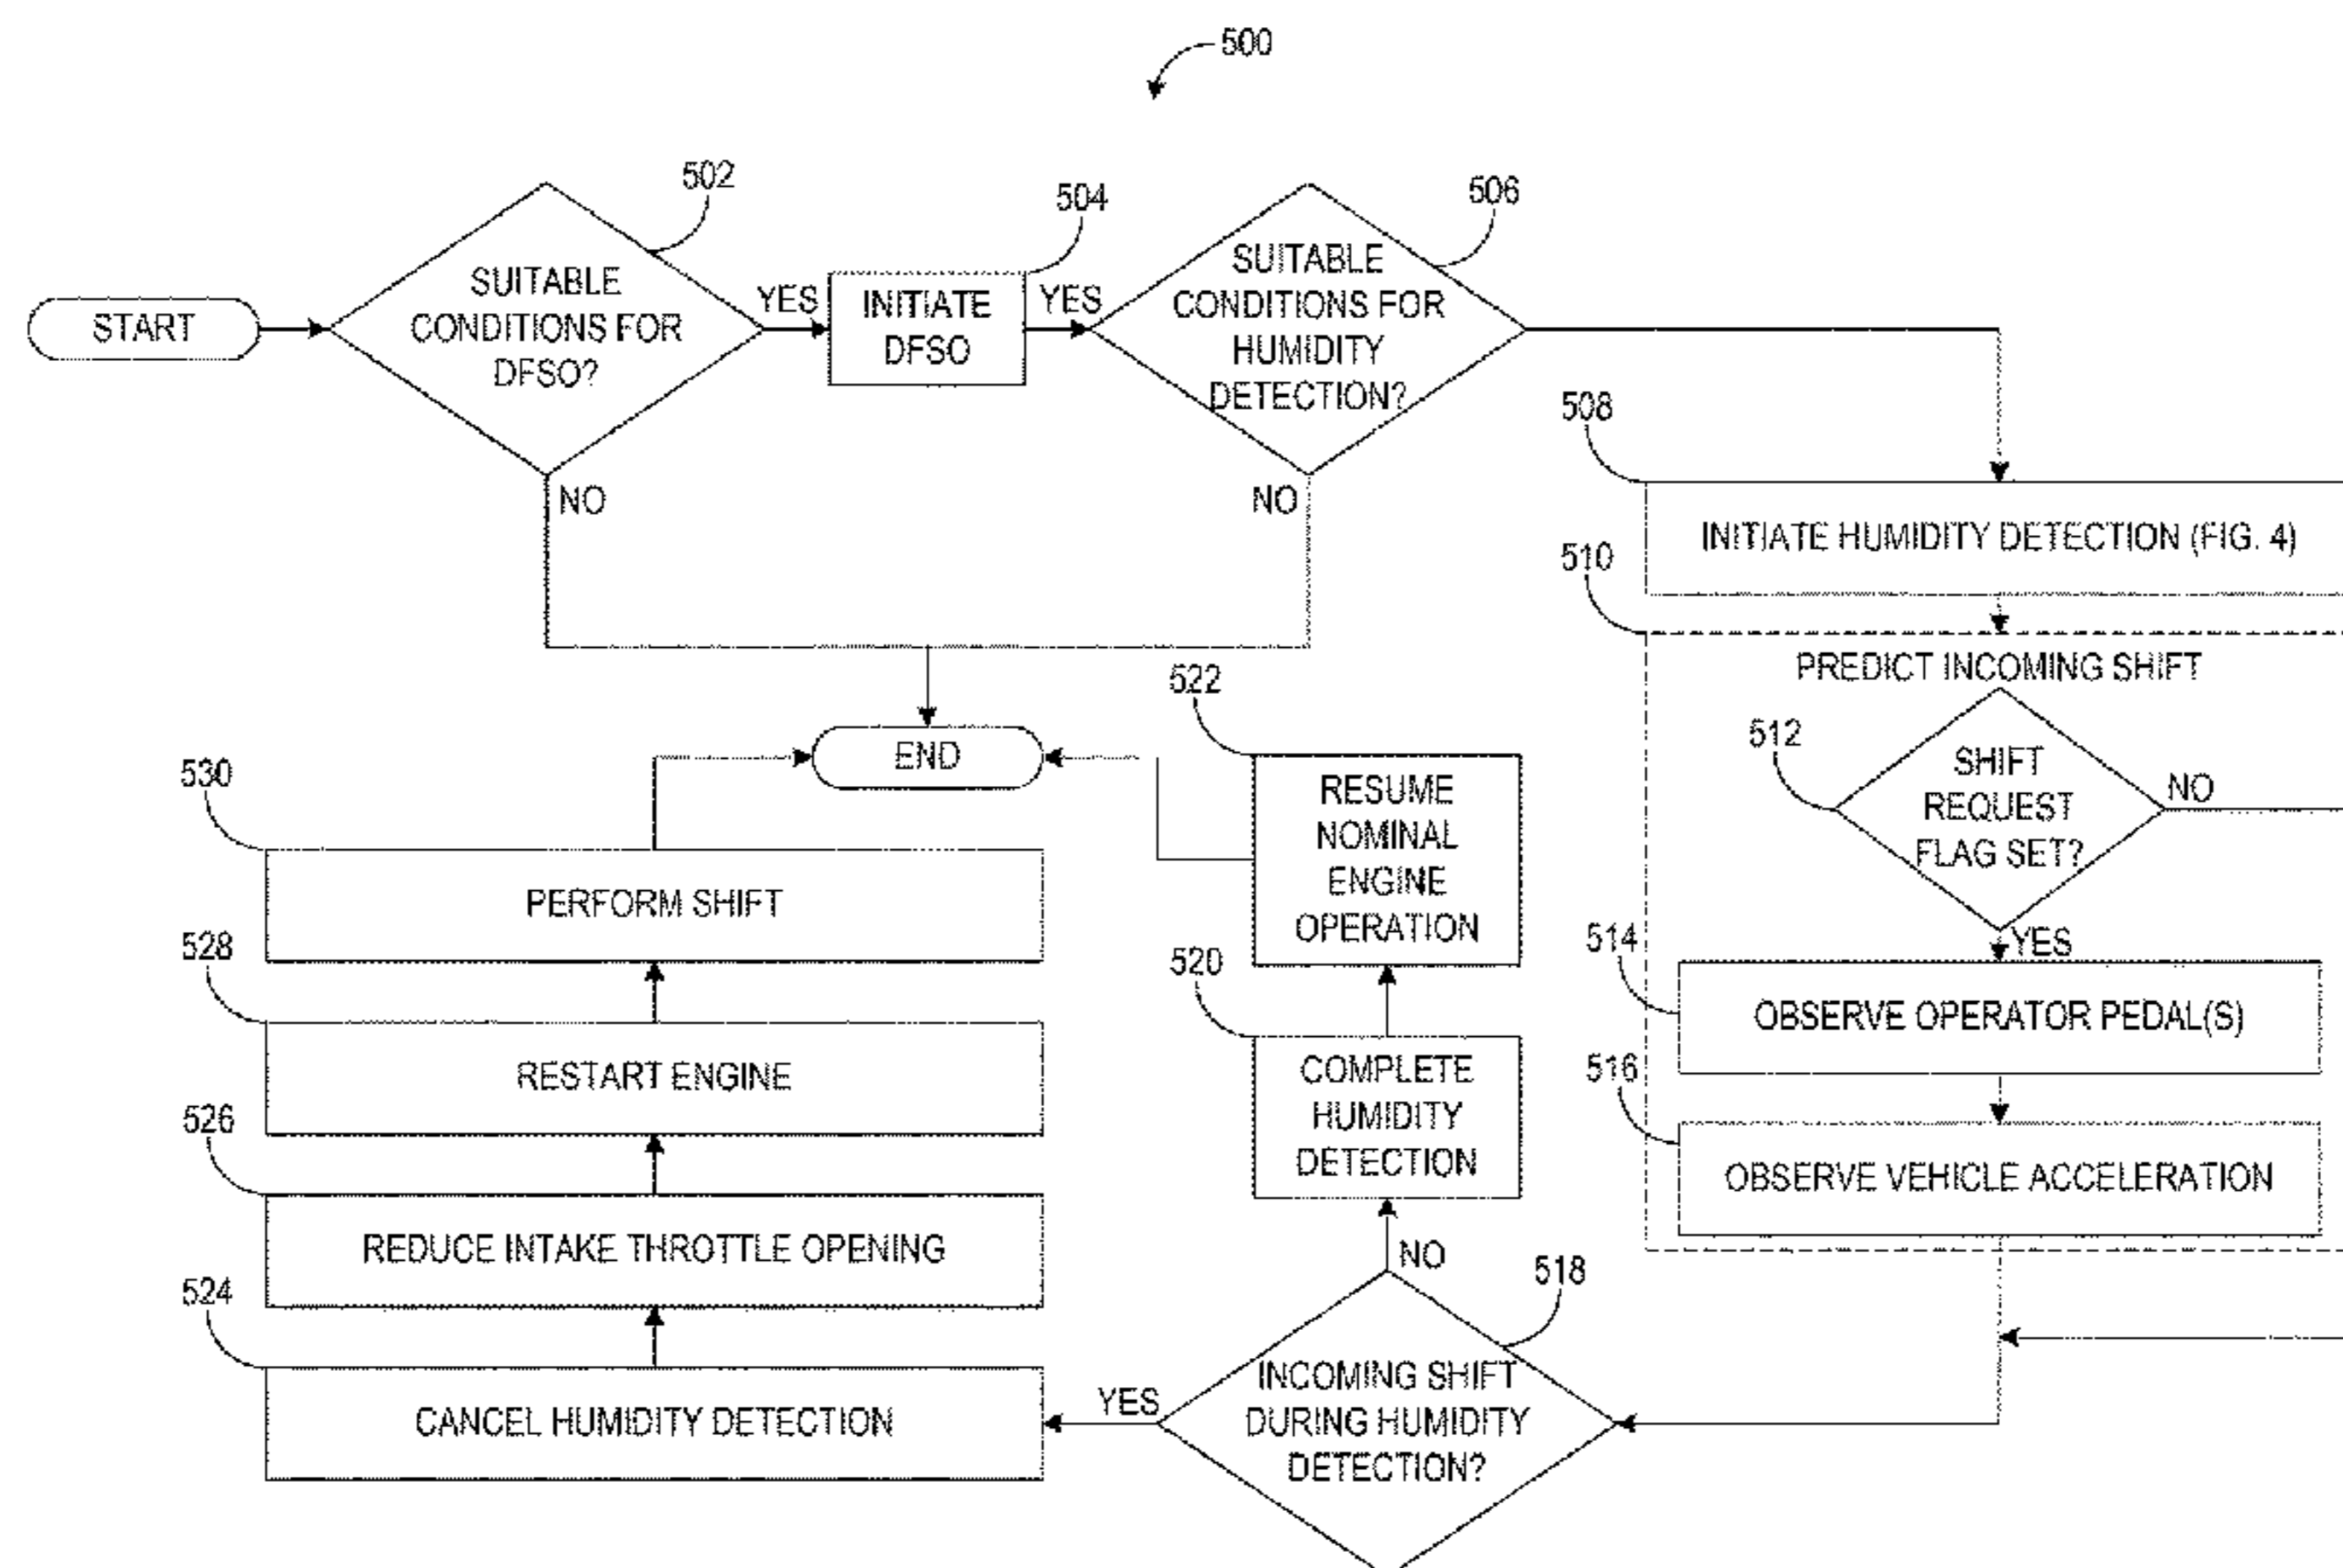 500
502
504
506
START
SUITABLE
CONDITIONS FOR
DFSO?
YES
INITIATE
DFSO
YES
SUITABLE
CONDITIONS FOR
HUMIDITY
DETECTION?
NO
NO
508
INITIATE HUMIDITY DETECTION (FIG. 4)
510
PREDICT INCOMING SHIFT
512
SHIFT
REQUEST
FLAG SET?
NO
YES
514
OBSERVE OPERATOR PEDAL(S)
516
OBSERVE VEHICLE ACCELERATION
518
INCOMING SHIFT
DURING HUMIDITY
DETECTION?
NO
YES
520
COMPLETE
HUMIDITY
DETECTION
522
RESUME
NOMINAL
ENGINE
OPERATION
END
530
PERFORM SHIFT
528
RESTART ENGINE
526
REDUCE INTAKE THROTTLE OPENING
524
CANCEL HUMIDITY DETECTION